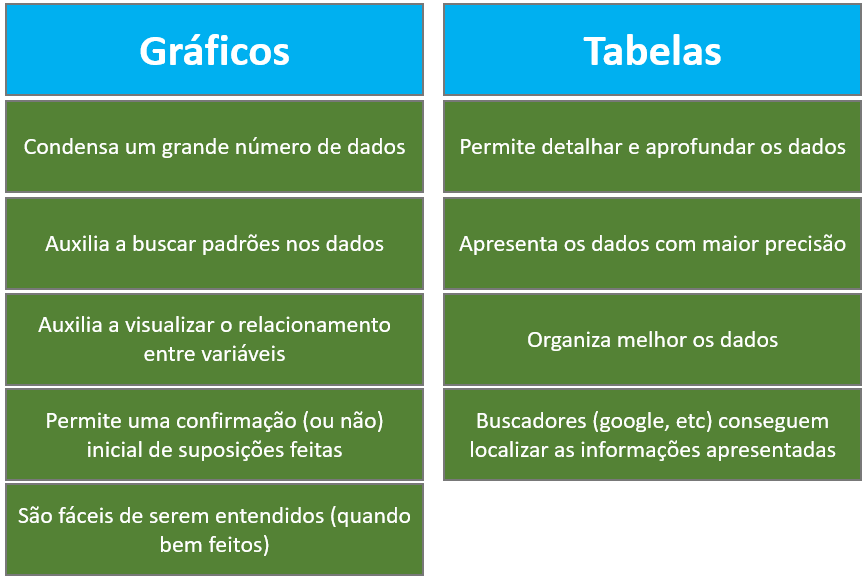 Gráficos
Condensa um grande número de dados
Auxilia a buscar padrões nos dados
Auxilia a visualizar o relacionamento
entre variáveis
Permite uma confirmação (ou não)
inicial de suposições feitas
São fáceis de serem entendidos (quando
bem feitos)
Tabelas
Permite detalhar e aprofundar os dados
Apresenta os dados com maior precisão
Organiza melhor os dados
Buscadores (google, etc) conseguem
localizar as informações apresentadas